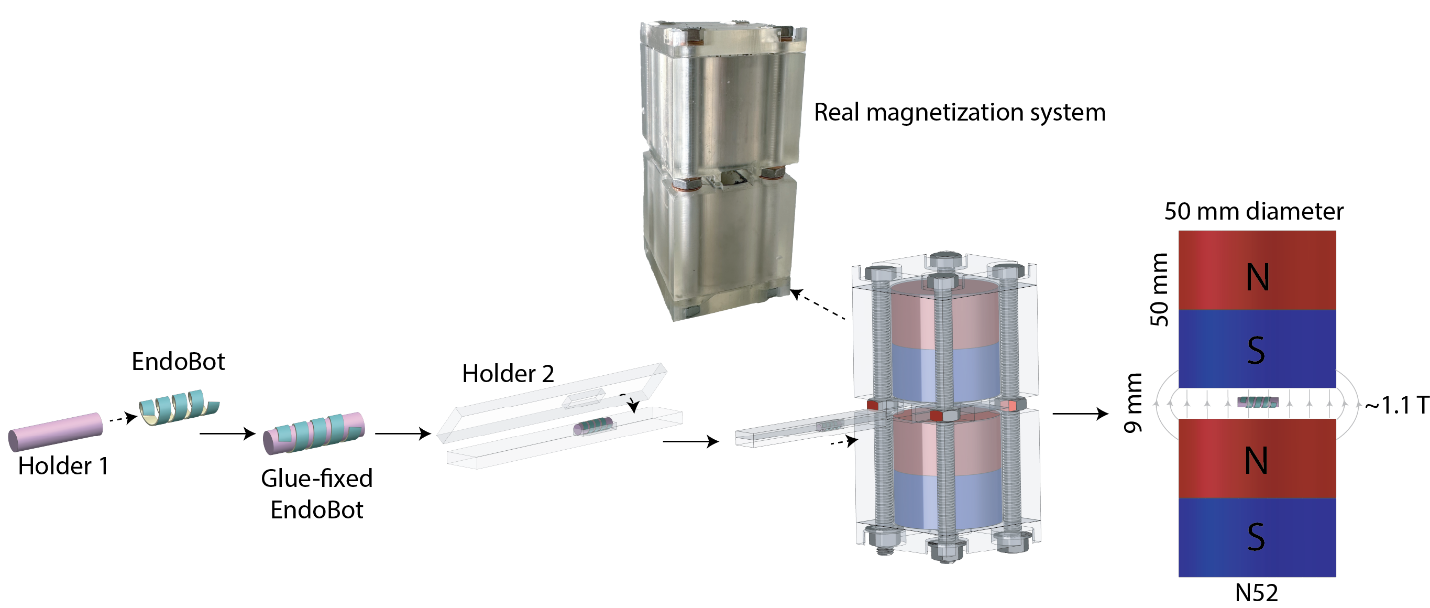 Real magnetization system
50 mm diameter
N
50 mm
S
EndoBot
Holder 2
Holder 1
9 mm
~1.1 T
Glue-fixed
EndoBot
N
S
N52